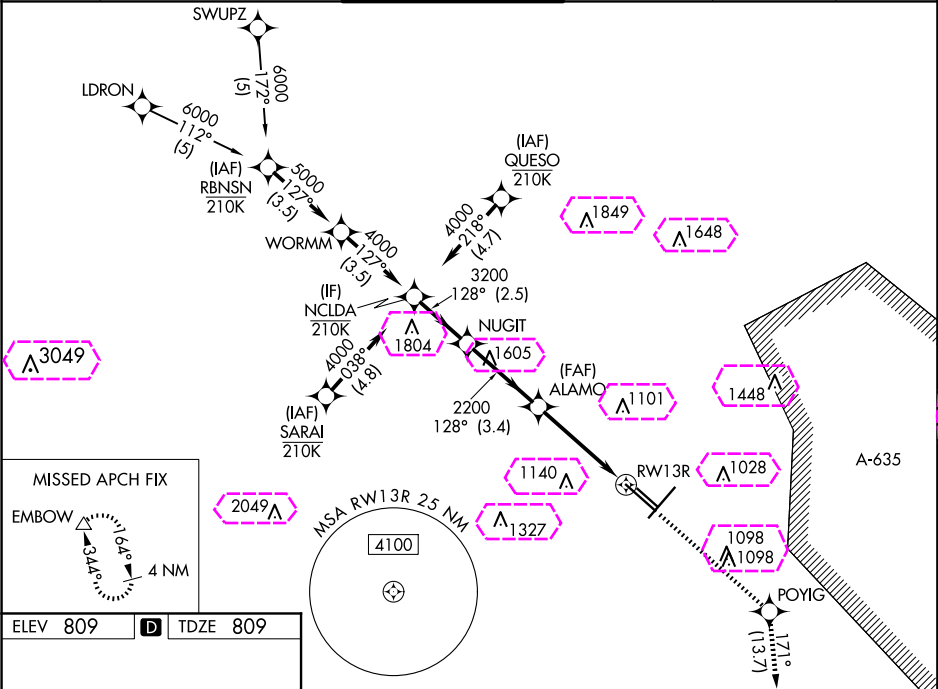 SWUPZ
6000
172°
(5)
LDRON
6000
112°
(5)
(IAF)
RBNSN
210K
5000
127°
(3.5)
(IAF)
QUESO
210K
4000
218°
(4.7)
1849
1648
WORMM
4000
127°
(3.5)
3200
128° (2.5)
(IF)
NCLDA
210K
NUGIT
1804
1605
3049
4000
038°
(4.8)
(FAF)
ALAMO
1101
1448
(IAF)
SARAI
210K
2200
128° (3.4)
A-635
MISSED APCH FIX
EMBOW
164°
344°
4 NM
2049
1140
RW13R
1028
MSA RW13R 25 NM
4100
1327
1098
1098
POYIG
171°
(13.7)
ELEV 809 D TDZE 809